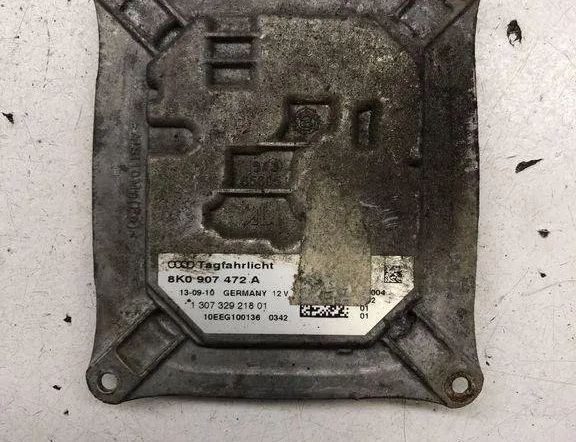 Tagfahrlicht
8K0 907 472 A
13-09-10 GERMANY 12V 004
1 307 329 218 01
01
10EEG100136 0342 01